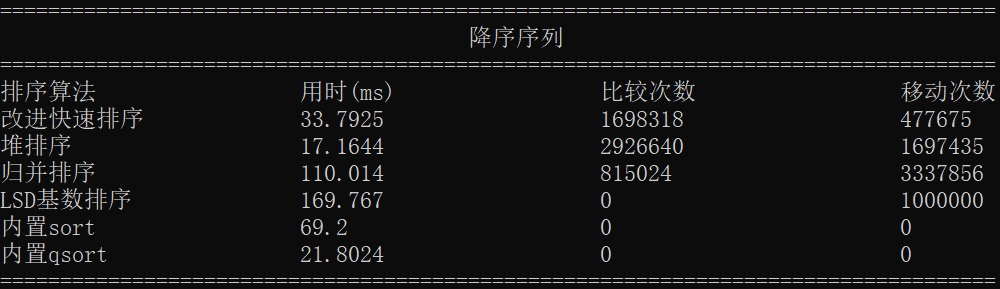 ===================================================================================
降序序列
===================================================================================
排序算法 用时(ms) 比较次数 移动次数
改进快速排序 33.7925 1698318 477675
堆排序 17.1644 2926640 1697435
归并排序 110.014 815024 3337856
LSD基数排序 169.767 0 1000000
内置sort 69.2 0 0
内置qsort 21.8024 0 0
===================================================================================